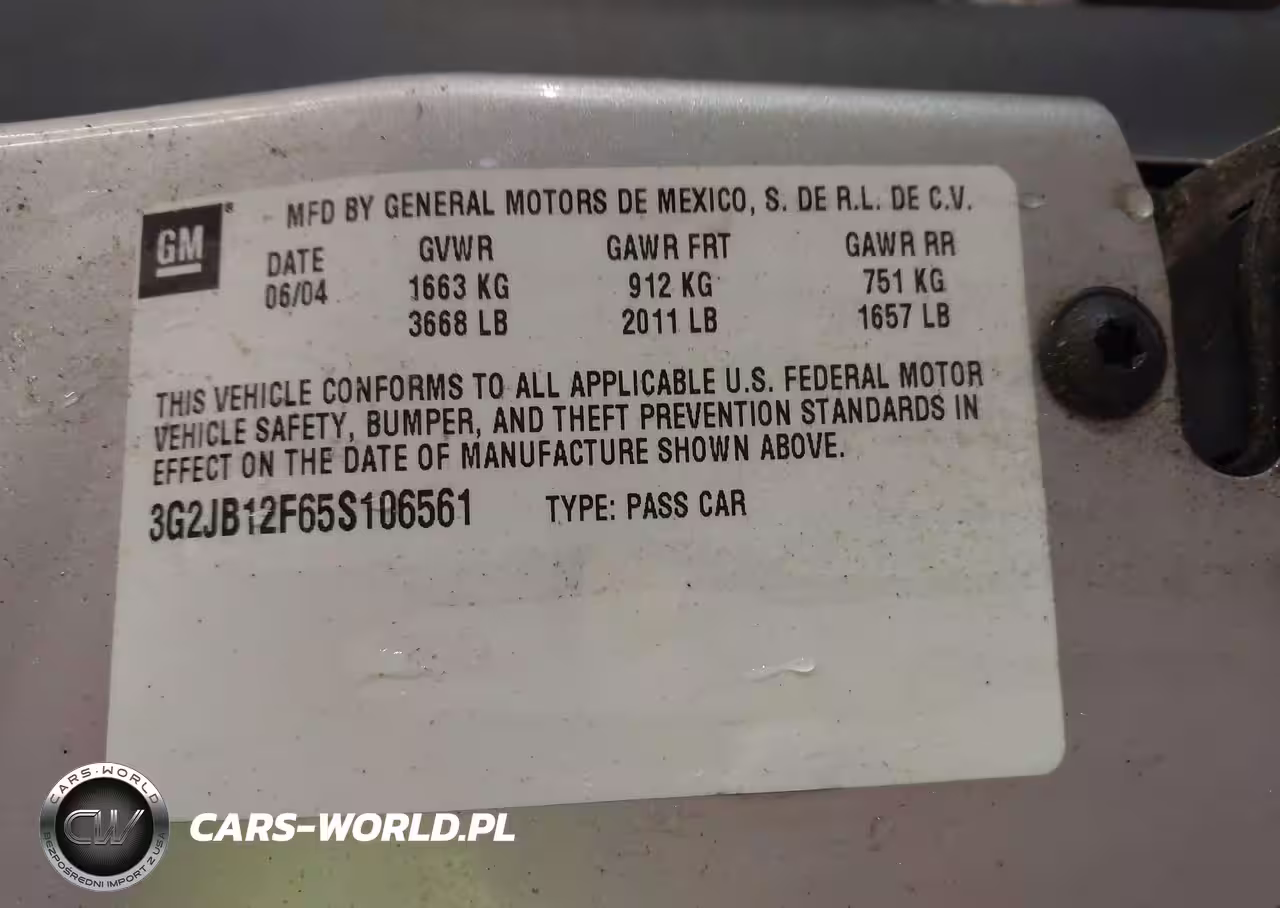 GM
MFD BY GENERAL MOTORS DE MEXICO, S. DE R.L. DE C.V.
DATE GVWR GAWR FRT GAWR RR
06/04 1663 KG 912 KG 751 KG
3668 LB 2011 LB 1657 LB
THIS VEHICLE CONFORMS TO ALL APPLICABLE U.S. FEDERAL MOTOR
VEHICLE SAFETY, BUMPER, AND THEFT PREVENTION STANDARDS IN
EFFECT ON THE DATE OF MANUFACTURE SHOWN ABOVE.
3G2JB12F65S106561 TYPE: PASS CAR
CARS-WORLD
CW
BEZPOŚREDNI IMPORT Z USA
CARS-WORLD.PL